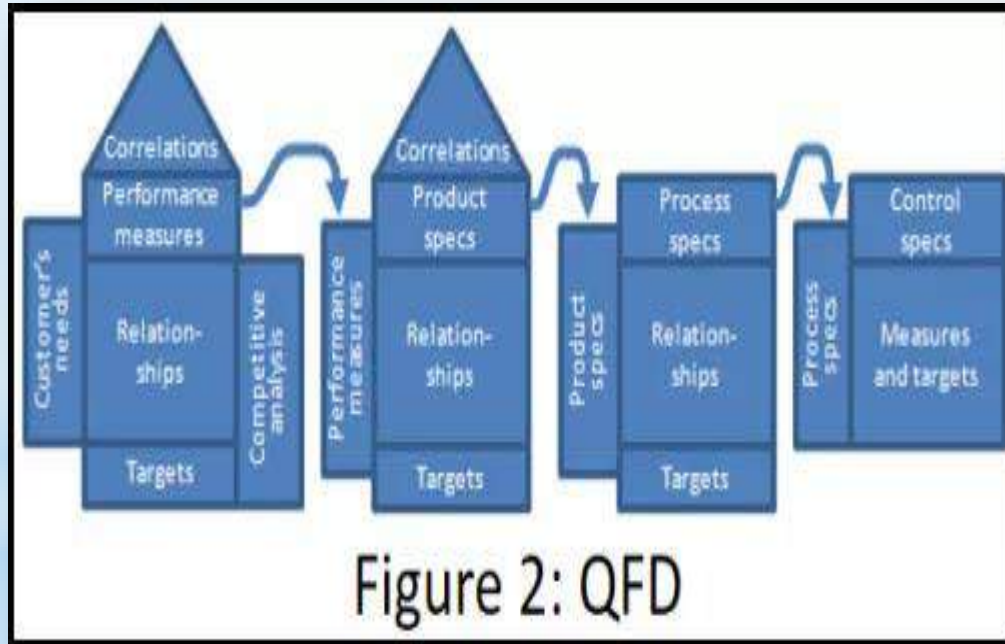 Correlations
Performance
measures
Customer's
needs
Relation-
ships
Competitive
analysis
Targets
Correlations
Product
specs
Performance
measures
Relation-
ships
Targets
Process
specs
Product
specs
Relation-
ships
Targets
Control
specs
Process
specs
Measures
and targets
Figure 2: QFD